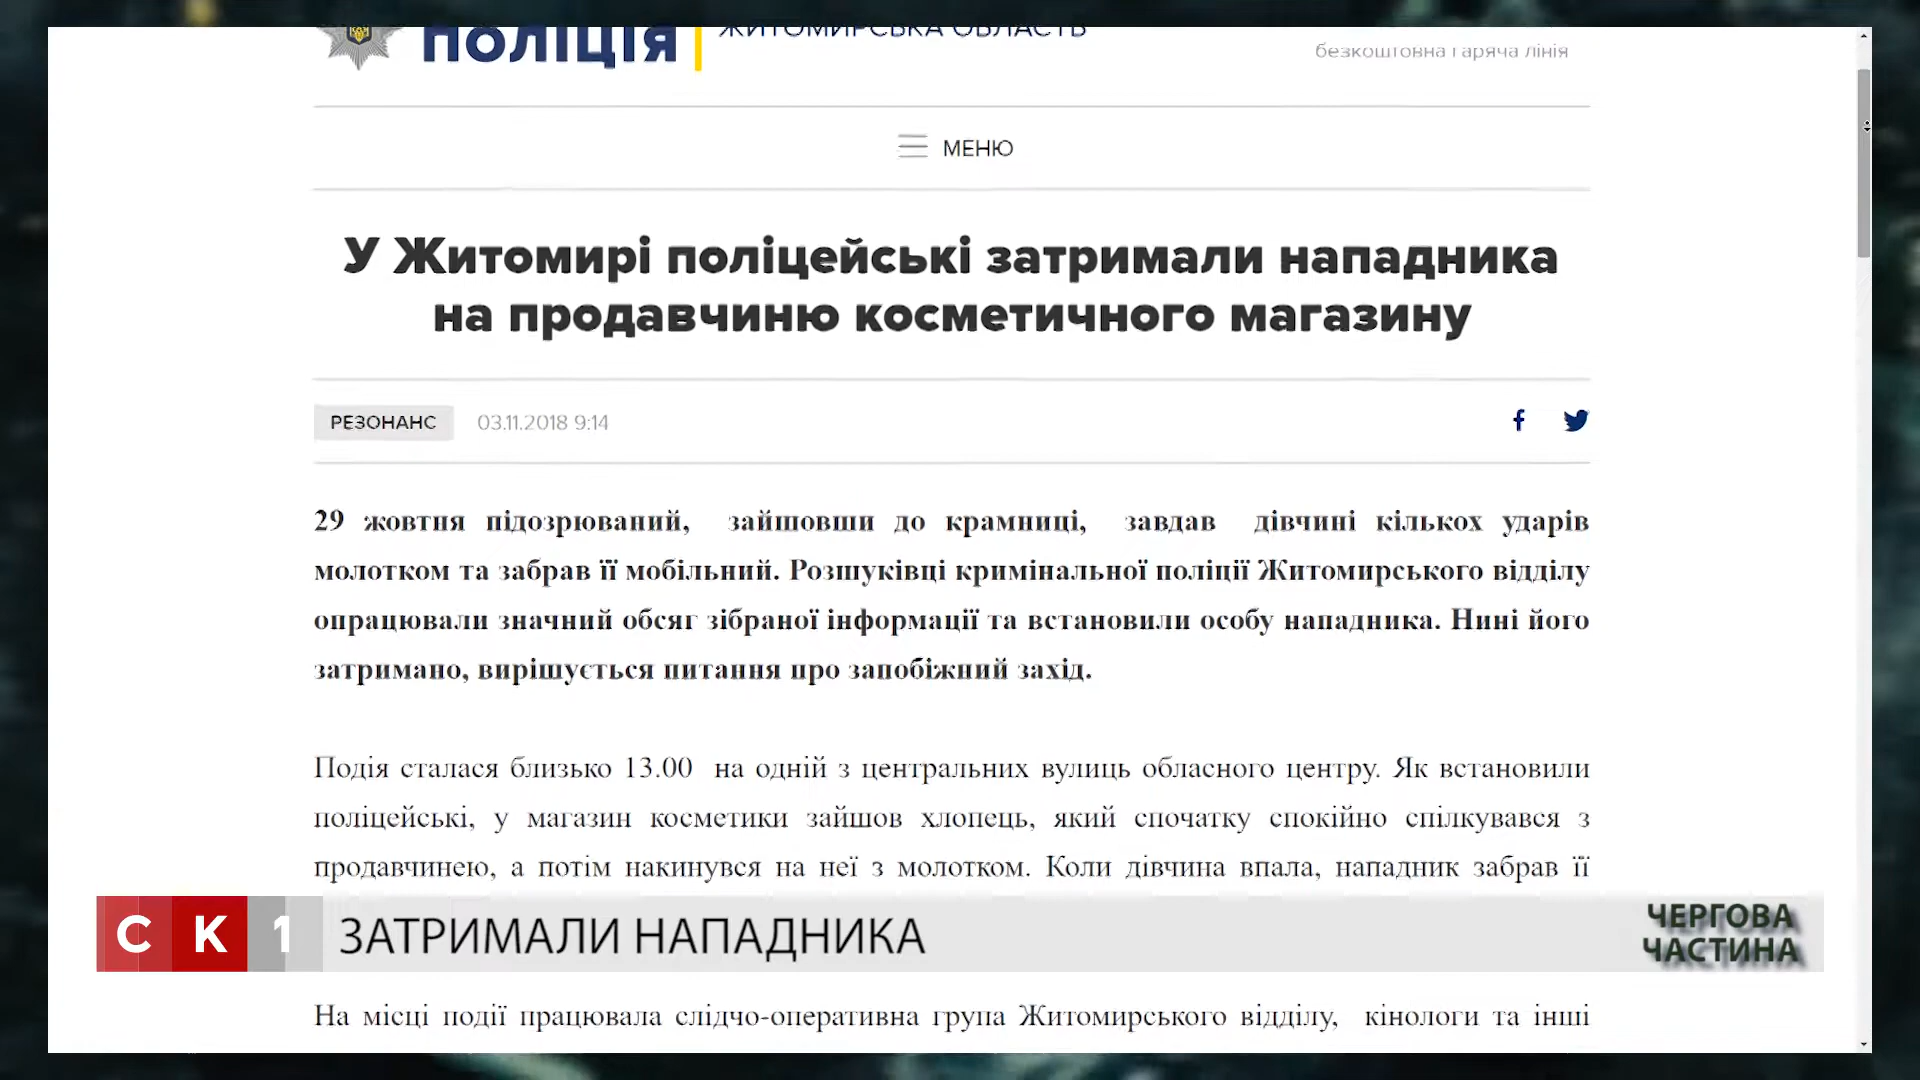 ПОЛІЦІЯ
ЖИТОМИРСЬКА ОБЛАСТЬ
безкоштовна гаряча лінія
МЕНЮ
У Житомирі поліцейські затримали нападника
на продавчиню косметичного магазину
РЕЗОНАНС 03.11.2018 9:14
29 жовтня підозрюваний, зайшовши до крамниці, завдав дівчині кількох ударів
молотком та забрав її мобільний. Розшуківці кримінальної поліції Житомирського відділу
опрацювали значний обсяг зібраної інформації та встановили особу нападника. Нині його
затримано, вирішується питання про запобіжний захід.
Подія сталася близько 13.00 на одній з центральних вулиць обласного центру. Як встановили
поліцейські, у магазин косметики зайшов хлопець, який спочатку спокійно спілкувався з
продавчинею, а потім накинувся на неї з молотком. Коли дівчина впала, нападник забрав її
СК1 ЗАТРИМАЛИ НАПАДНИКА
ЧЕРГОВА
ЧАСТИНА
На місці події працювала слідчо-оперативна група Житомирського відділу, кінологи та інші